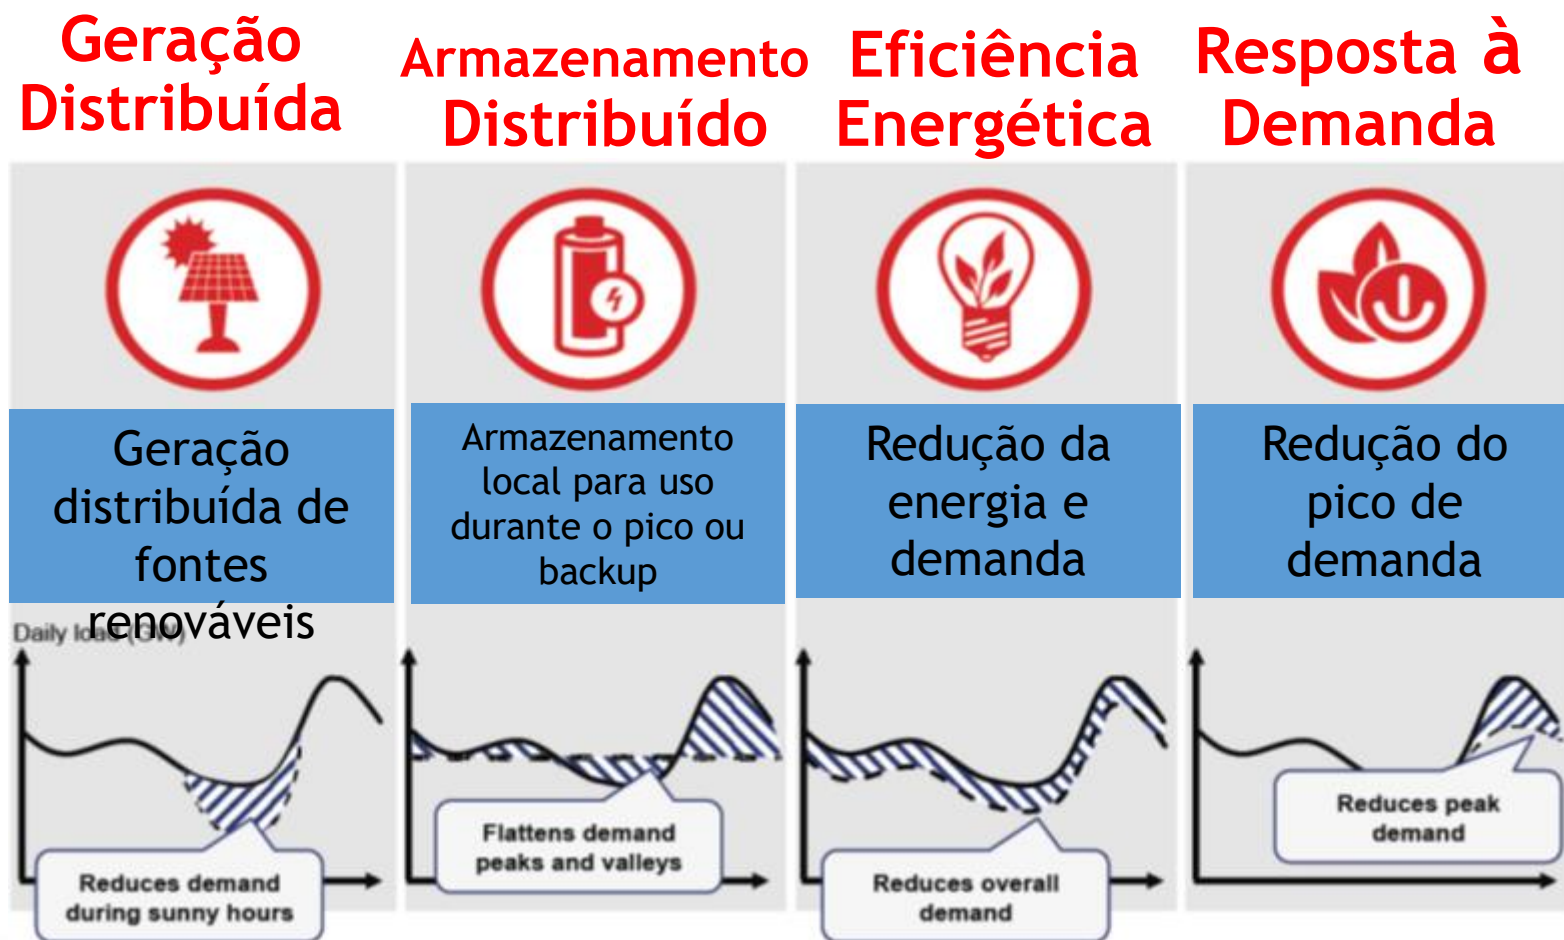 Geração
Distribuída
Armazenamento
Distribuído
Eficiência
Energética
Resposta à
Demanda
Geração
distribuída de
fontes
renováveis
Armazenamento
local para uso
durante o pico ou
backup
Redução da
energia e
demanda
Redução do
pico de
demanda
Daily load (GW)
Reduces demand
during sunny hours
Flattens demand
peaks and valleys
Reduces overall
demand
Reduces peak
demand